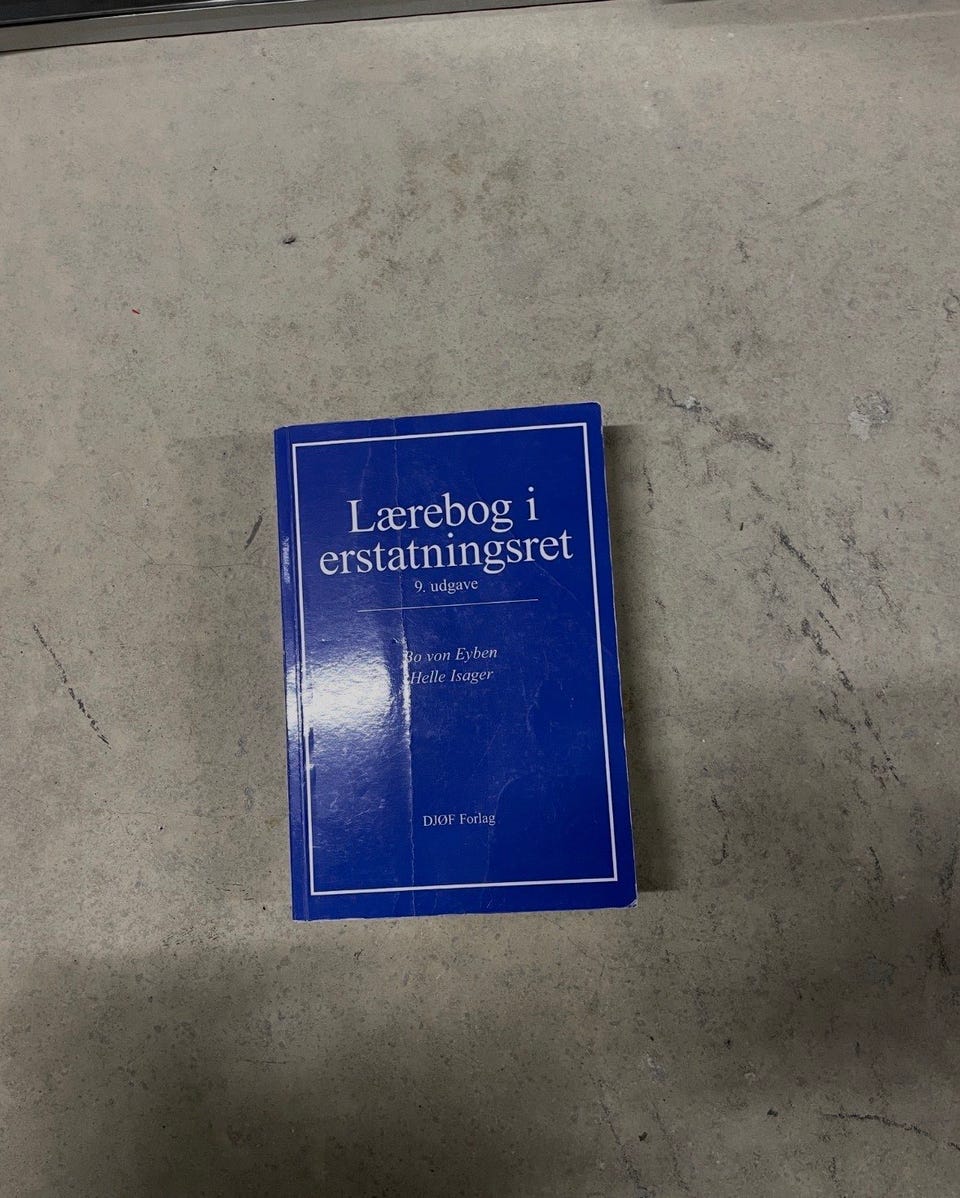 Lærebog i
erstatningsret
9. udgave
Bo von Eyben
Helle Isager
DJØF Forlag